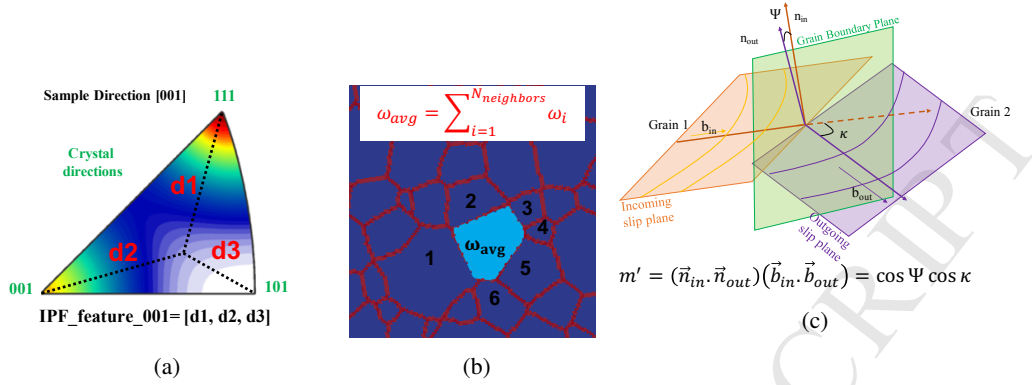 Sample Direction [001]
111
Crystal
directions
d1
d2
d3
001
101
IPF_feature_001= [d1, d2, d3]
(a)
ω_avg = ∑_{i=1}^{N_neighbors} ω_i
2
3
4
1
ω_avg
5
6
(b)
Ψ
n_in
n_out
Grain Boundary Plane
Grain 1
b_in
κ
Grain 2
b_out
Incoming
slip plane
Outgoing
slip plane
m′ = (n⃗_in. n⃗_out)(b⃗_in. b⃗_out) = cos Ψ cos κ
(c)
CRIPT